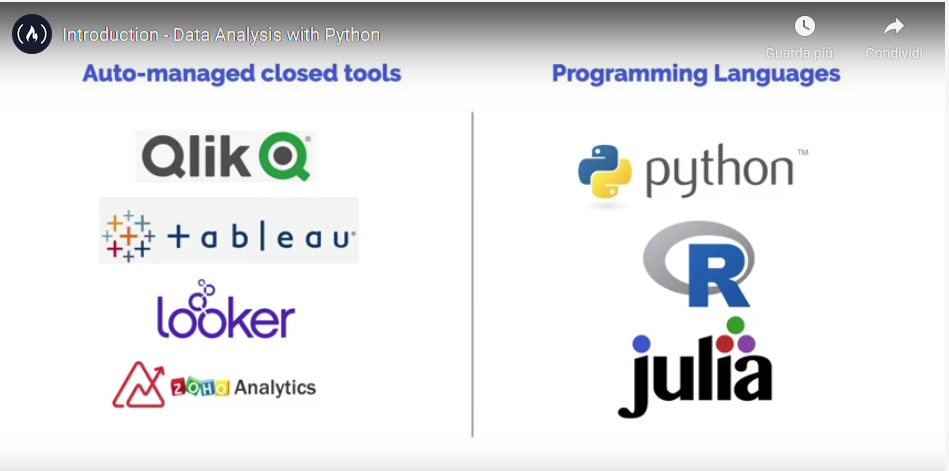 Introduction - Data Analysis with Python
Guarda più...
Condividi
Auto-managed closed tools
Programming Languages
Qlik
+ableau
looker
ZOHO Analytics
python™
R
julia